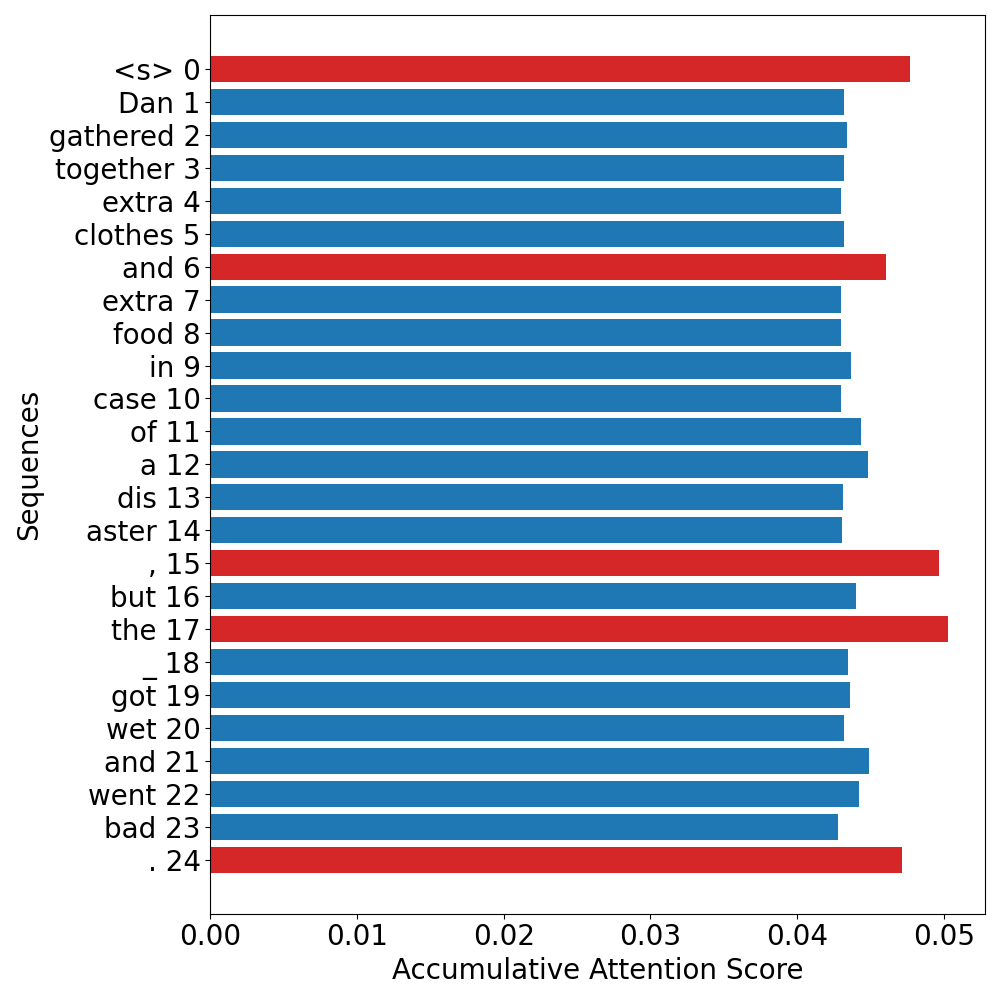 <s> 0
Dan 1
gathered 2
together 3
extra 4
clothes 5
and 6
extra 7
food 8
in 9
case 10
of 11
a 12
dis 13
aster 14
, 15
but 16
the 17
_ 18
got 19
wet 20
and 21
went 22
bad 23
. 24
Sequences
0.00 0.01 0.02 0.03 0.04 0.05
Accumulative Attention Score